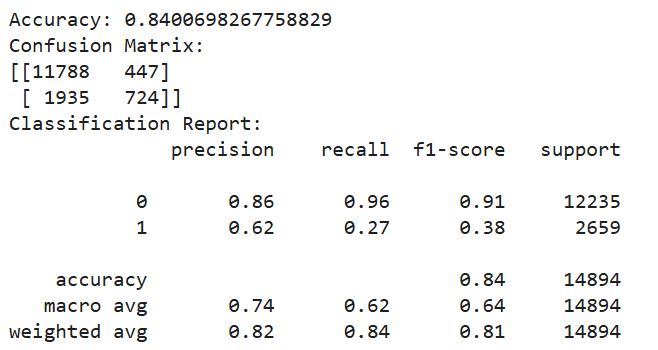 Accuracy: 0.8400698267758829
Confusion Matrix:
[[11788   447]
 [ 1935   724]]
Classification Report:
              precision    recall  f1-score   support

           0       0.86      0.96      0.91     12235
           1       0.62      0.27      0.38      2659

    accuracy                           0.84     14894
   macro avg       0.74      0.62      0.64     14894
weighted avg       0.82      0.84      0.81     14894